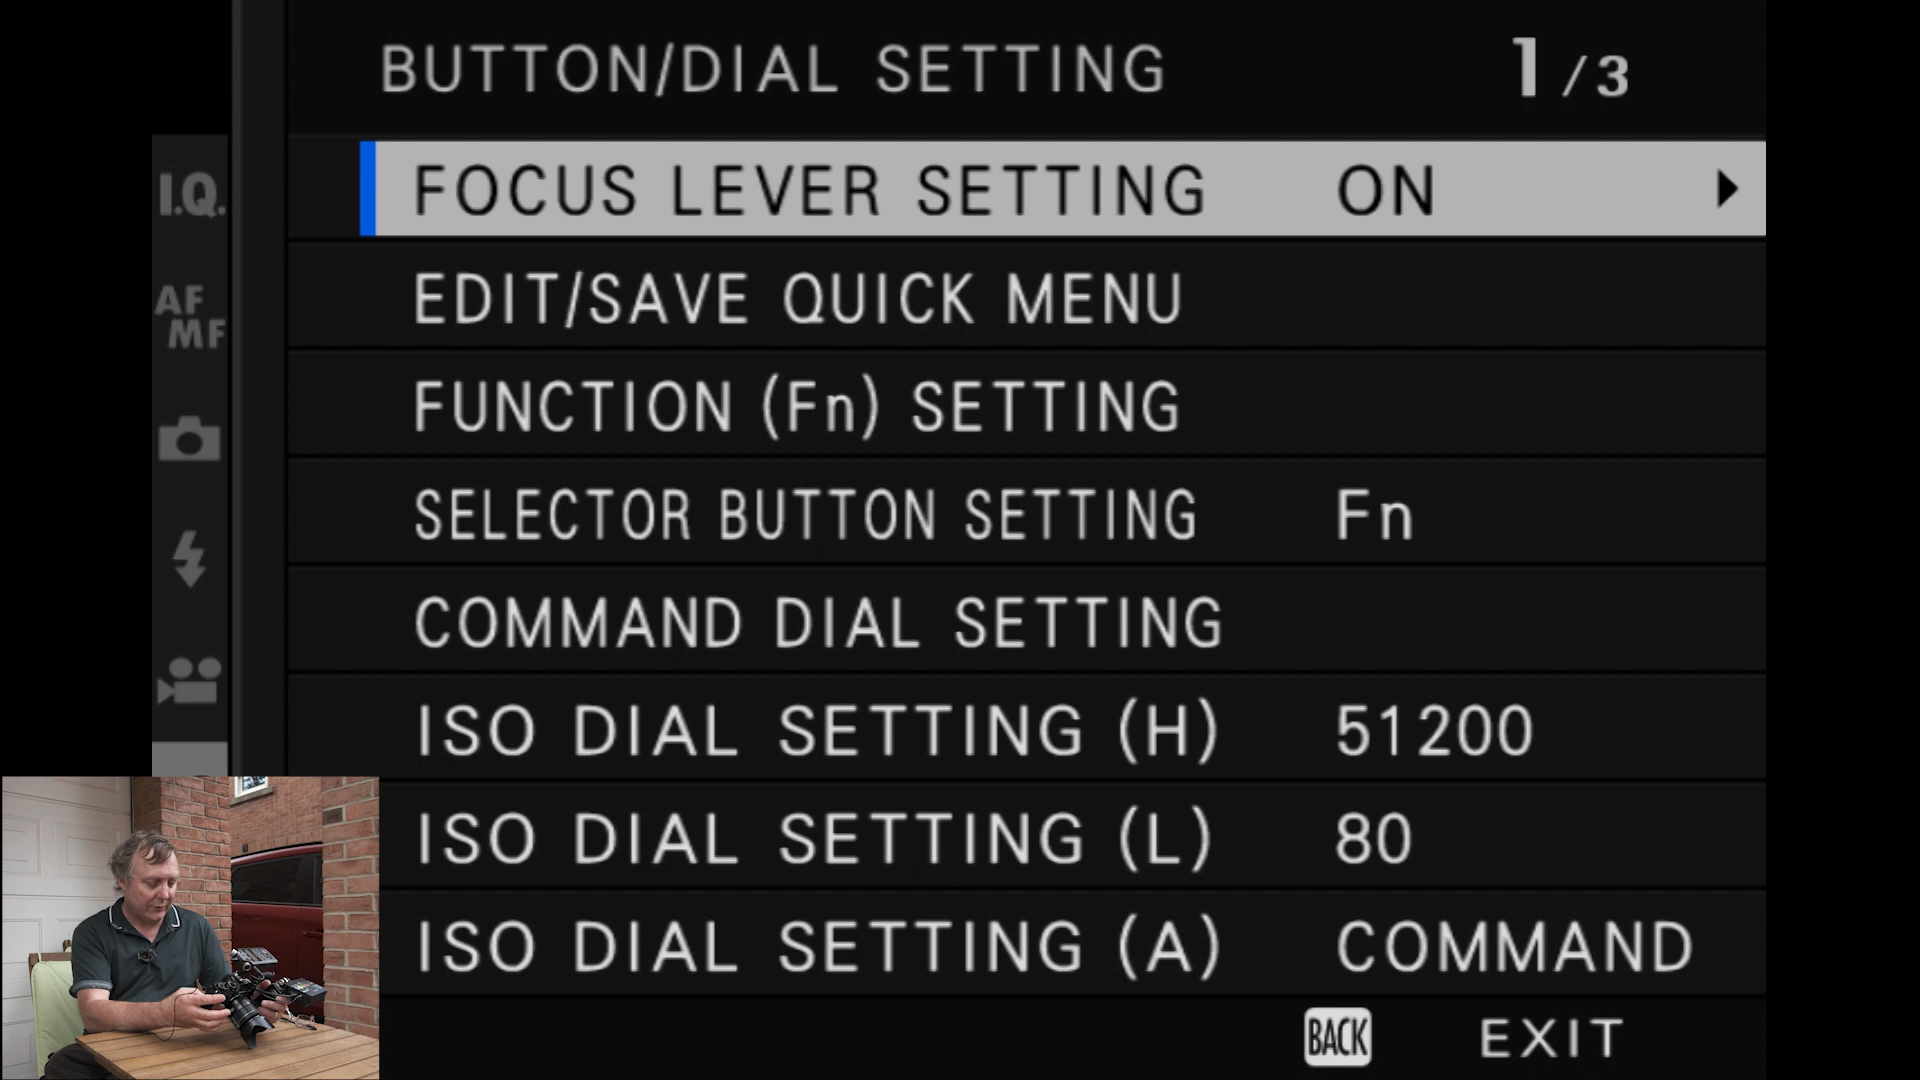 BUTTON/DIAL SETTING 1/3
I.Q.
FOCUS LEVER SETTING ON
AF
MF
EDIT/SAVE QUICK MENU
FUNCTION (Fn) SETTING
SELECTOR BUTTON SETTING Fn
COMMAND DIAL SETTING
ISO DIAL SETTING (H) 51200
ISO DIAL SETTING (L) 80
ISO DIAL SETTING (A) COMMAND
BACK EXIT